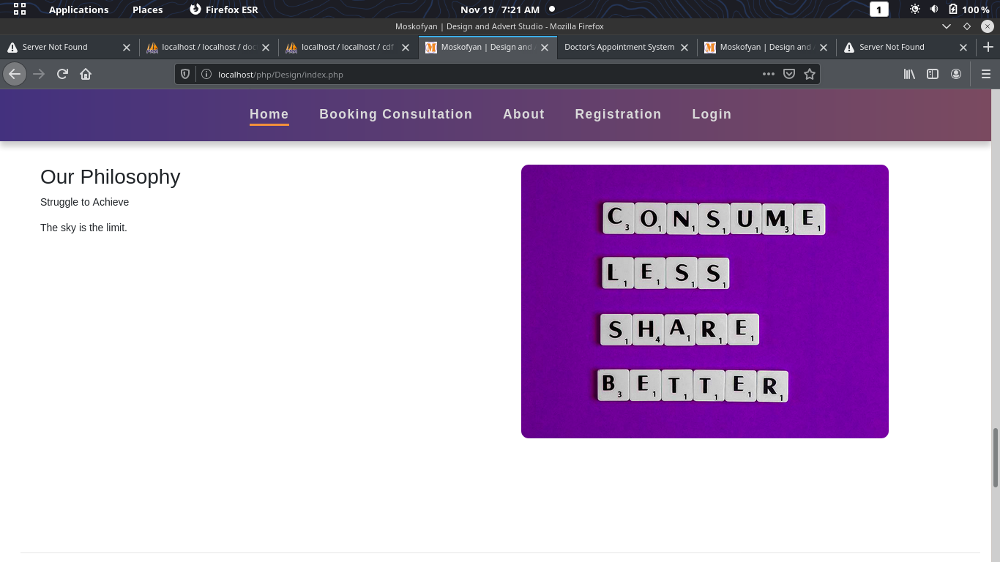 Applications Places Firefox ESR Nov 19 7:21 AM 1 100 %
Moskofyan | Design and Advert Studio - Mozilla Firefox
Server Not Found localhost / localhost / doc localhost / localhost / cdf Moskofyan | Design and Doctor's Appointment System Moskofyan | Design and Server Not Found
localhost/php/Design/index.php
Home Booking Consultation About Registration Login
Our Philosophy
Struggle to Achieve
The sky is the limit.
CONSUME
LESS
SHARE
BETTER